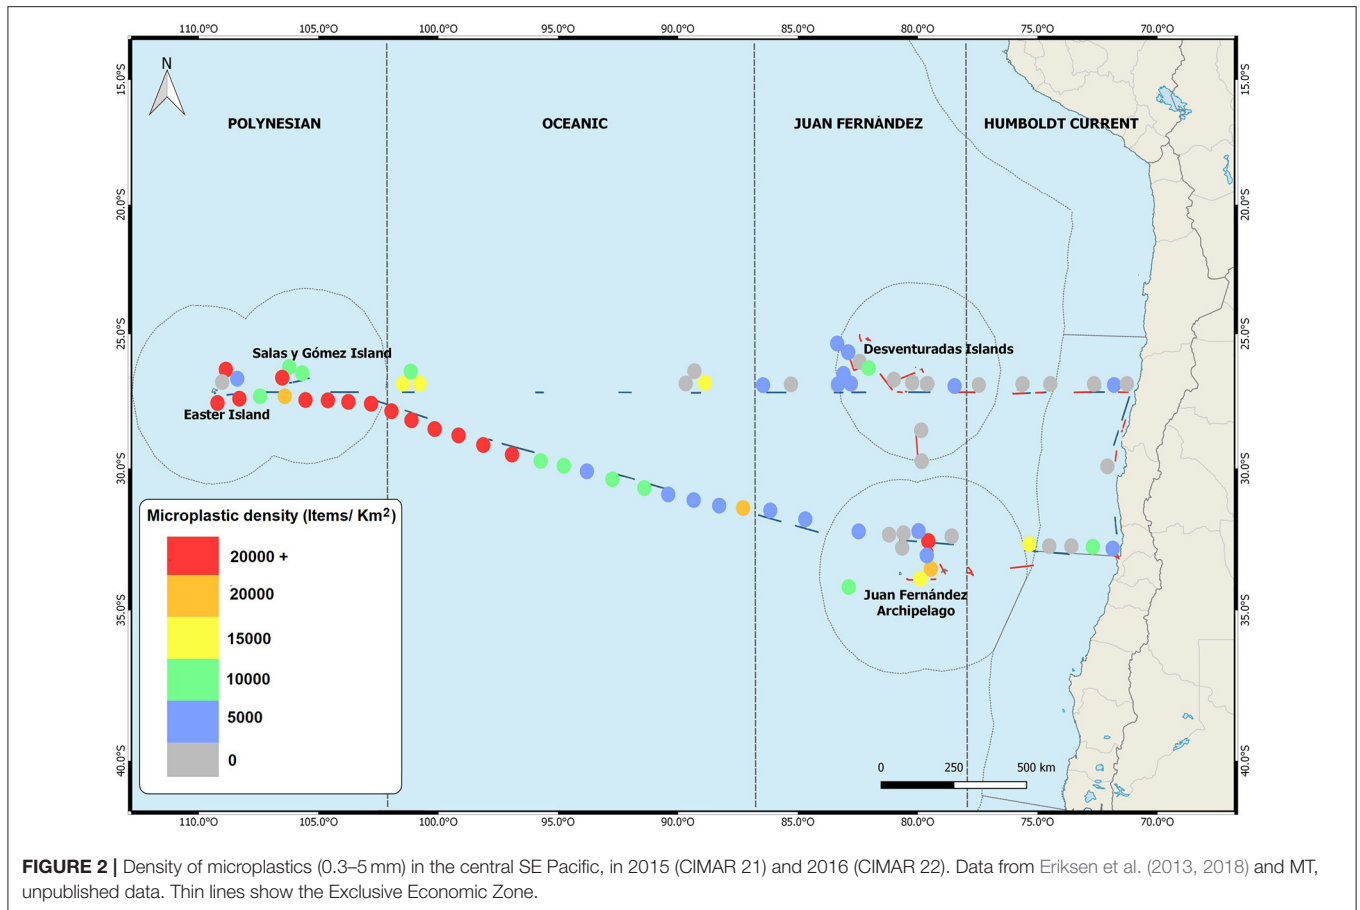 110.0°O 105.0°O 100.0°O 95.0°O 90.0°O 85.0°O 80.0°O 75.0°O 70.0°O
N
15.0°S 15.0°S
POLYNESIAN OCEANIC JUAN FERNÁNDEZ HUMBOLDT CURRENT
20.0°S 20.0°S
25.0°S 25.0°S
Salas y Gómez Island Desventuradas Islands
Easter Island
30.0°S 30.0°S
Microplastic density (Items/ Km²)
20000 +
20000
15000
10000
5000
0
Juan Fernández
Archipelago
35.0°S 35.0°S
40.0°S 40.0°S
0 250 500 km
110.0°O 105.0°O 100.0°O 95.0°O 90.0°O 85.0°O 80.0°O 75.0°O 70.0°O
FIGURE 2 | Density of microplastics (0.3–5 mm) in the central SE Pacific, in 2015 (CIMAR 21) and 2016 (CIMAR 22). Data from Eriksen et al. (2013, 2018) and MT,
unpublished data. Thin lines show the Exclusive Economic Zone.